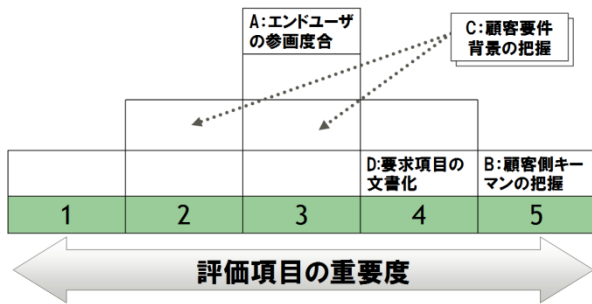 A:エンドユーザ
の参画度合
C:顧客要件
背景の把握
D:要求項目の
文書化
B:顧客側キー
マンの把握
1
2
3
4
5
評価項目の重要度